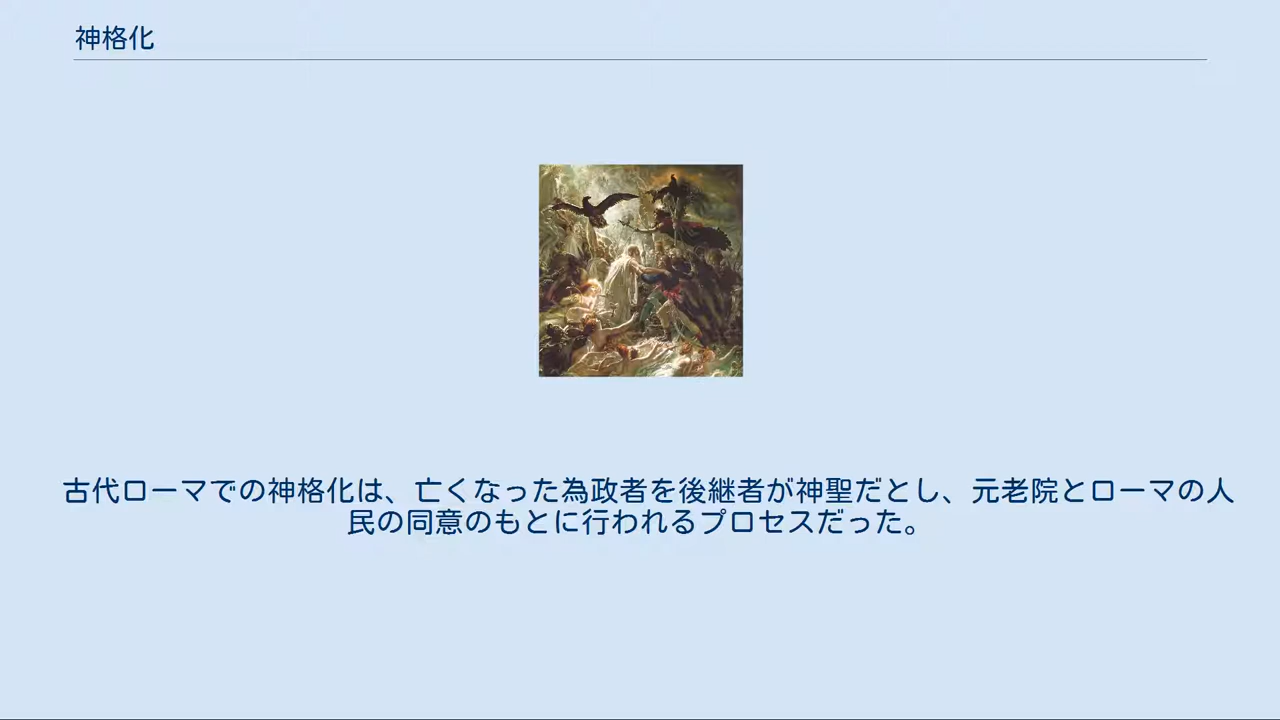 神格化
古代ローマでの神格化は、亡くなった為政者を後継者が神聖だとし、元老院とローマの人
民の同意のもとに行われるプロセスだった。